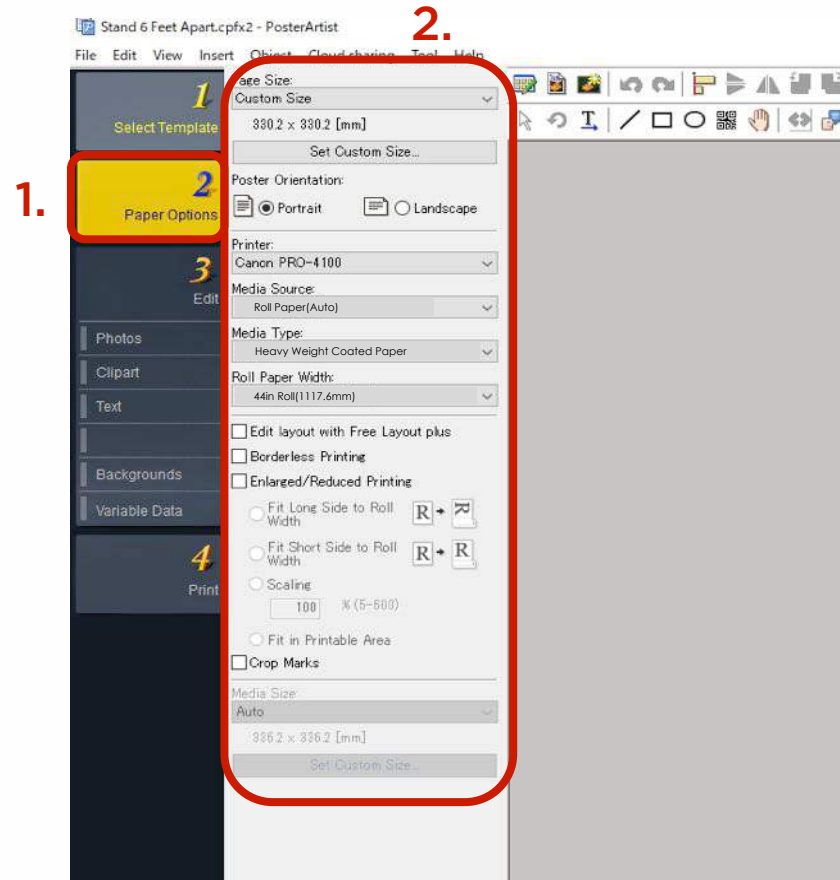 Stand 6 Feet Apart.cpfx2 - PosterArtist
2.
File Edit View Insert Object Cloud sharing Tool Help
1
Select Template
1.
2
Paper Options
3
Edit
Photos
Clipart
Text
Backgrounds
Variable Data
4
Print
Page Size:
Custom Size
330.2 x 330.2 [mm]
Set Custom Size...
Poster Orientation:
Portrait Landscape
Printer:
Canon PRO-4100
Media Source:
Roll Paper(Auto)
Media Type:
Heavy Weight Coated Paper
Roll Paper Width:
44in Roll(1117.6mm)
Edit layout with Free Layout plus
Borderless Printing
Enlarged/Reduced Printing
Fit Long Side to Roll
Width
R R
Fit Short Side to Roll
Width
R R
Scaling
100 % (5-600)
Fit in Printable Area
Crop Marks
Media Size:
Auto
336.2 x 336.2 [mm]
Set Custom Size...